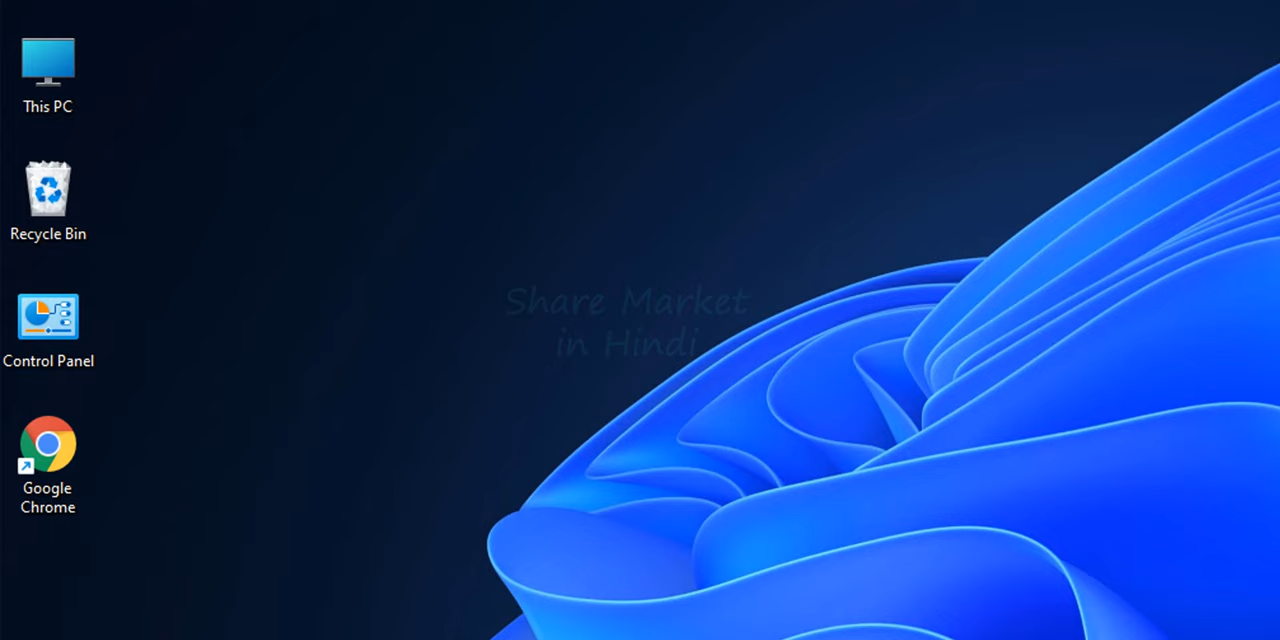 This PC
Recycle Bin
Control Panel
Google
Chrome
Share Market
in Hindi